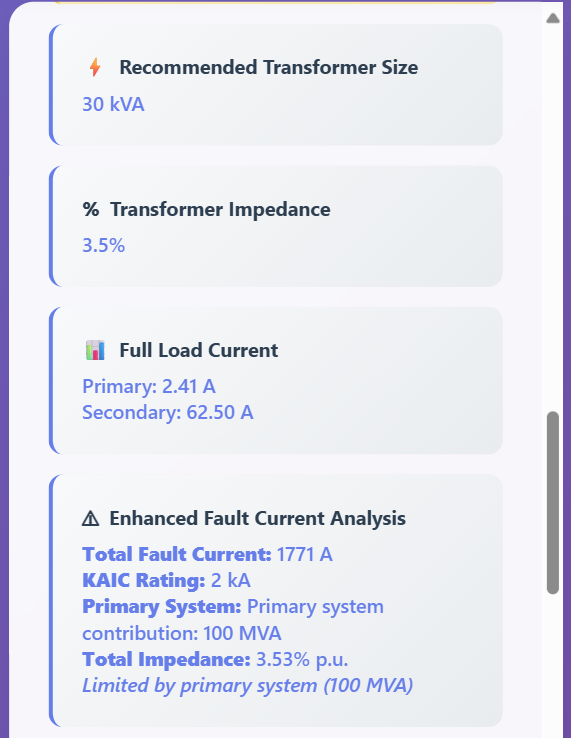 Recommended Transformer Size
30 kVA
% Transformer Impedance
3.5%
Full Load Current
Primary: 2.41 A
Secondary: 62.50 A
Enhanced Fault Current Analysis
Total Fault Current: 1771 A
KAIC Rating: 2 kA
Primary System: Primary system
contribution: 100 MVA
Total Impedance: 3.53% p.u.
Limited by primary system (100 MVA)